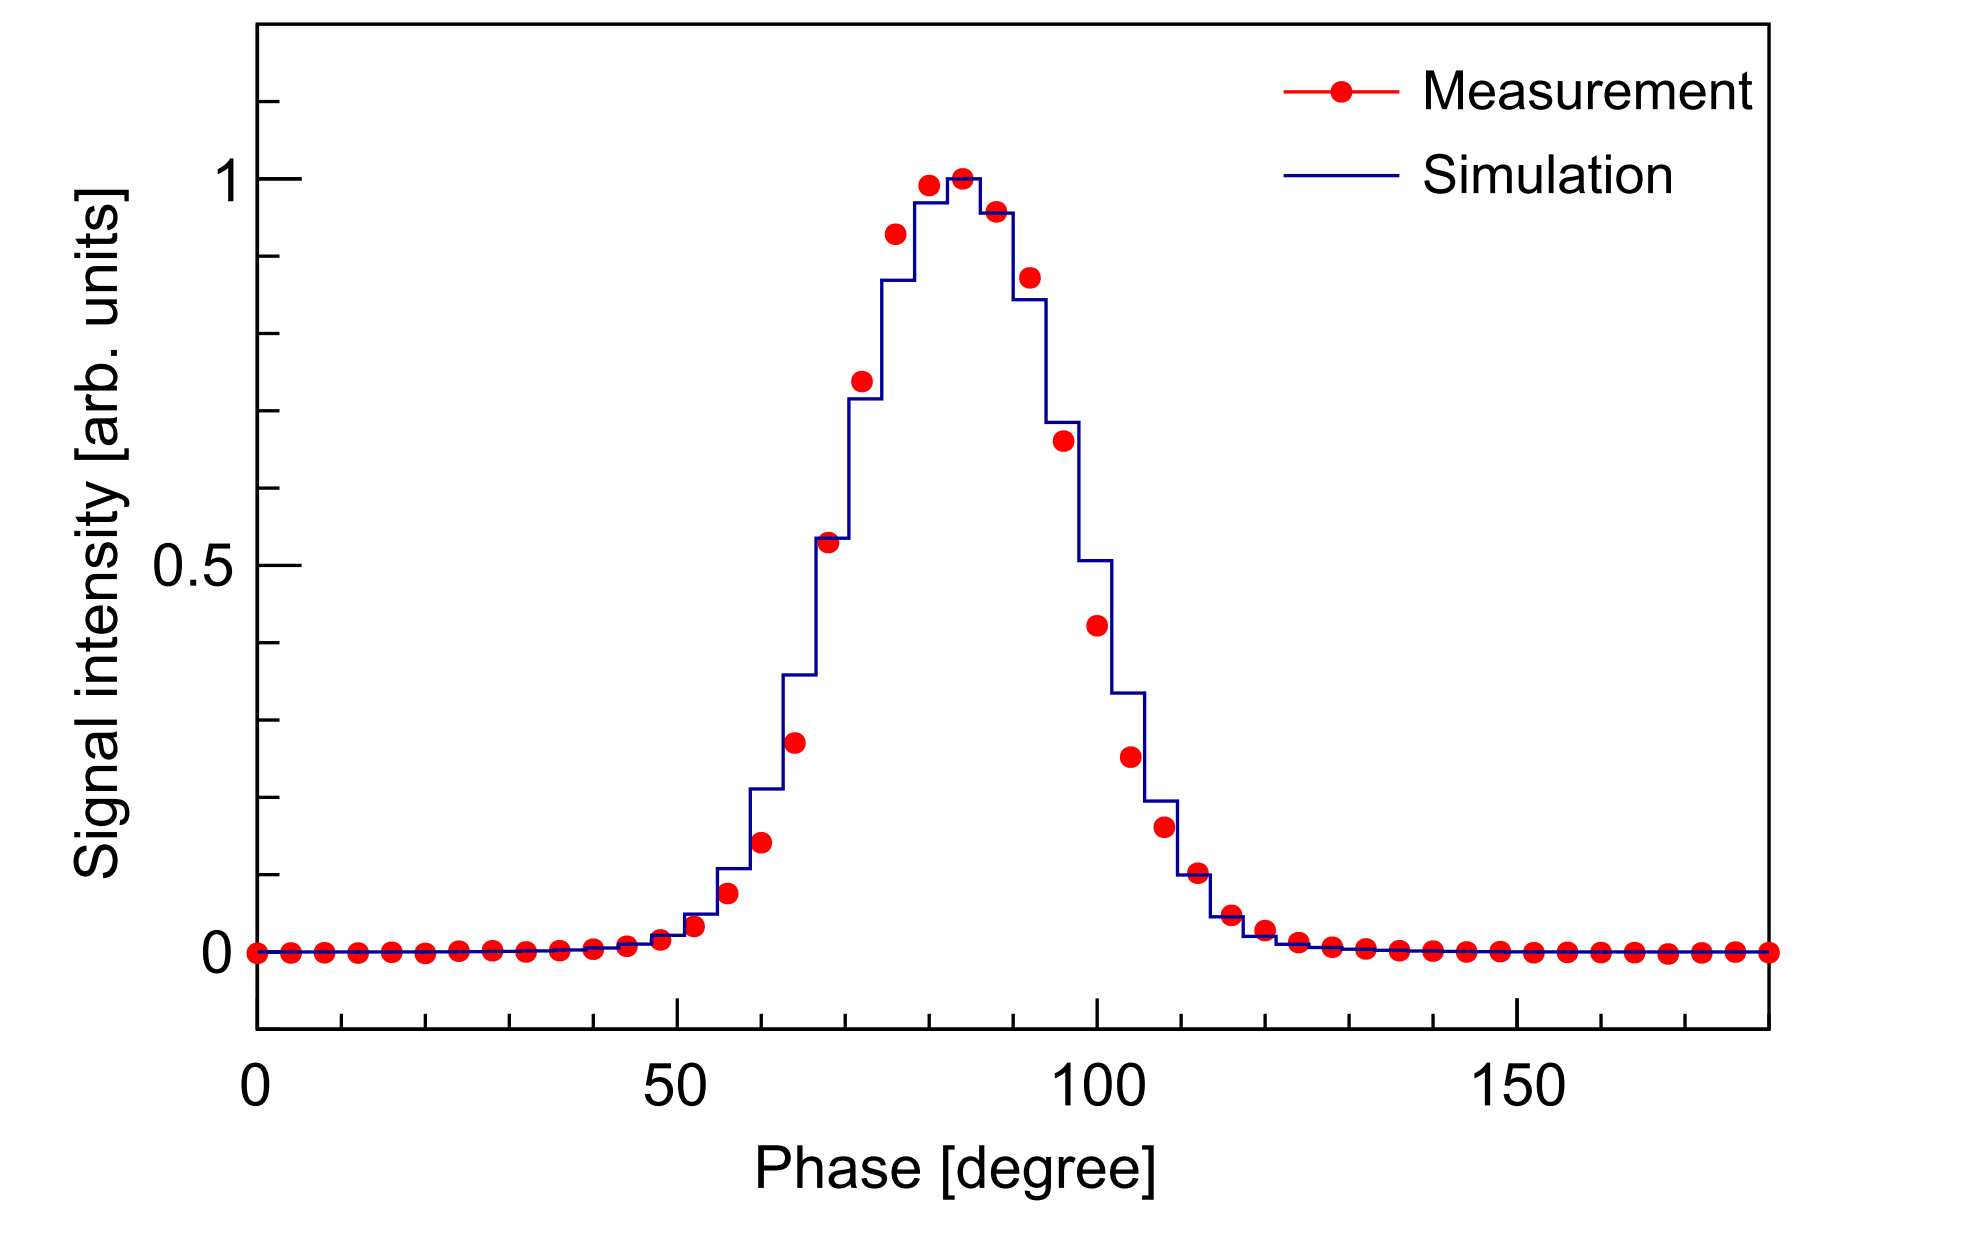 Measurement
Simulation
Signal intensity [arb. units]
1
0.5
0
0
50
100
150
Phase [degree]